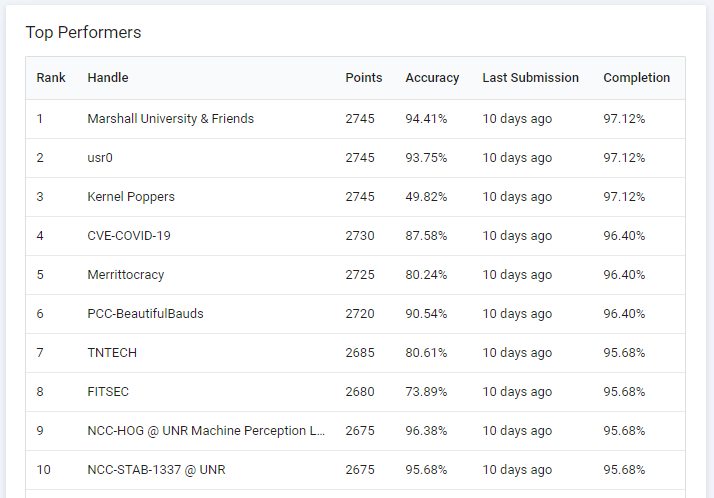 Top Performers
Rank Handle Points Accuracy Last Submission Completion
1 Marshall University & Friends 2745 94.41% 10 days ago 97.12%
2 usr0 2745 93.75% 10 days ago 97.12%
3 Kernel Poppers 2745 49.82% 10 days ago 97.12%
4 CVE-COVID-19 2730 87.58% 10 days ago 96.40%
5 Merrittocracy 2725 80.24% 10 days ago 96.40%
6 PCC-BeautifulBauds 2720 90.54% 10 days ago 96.40%
7 TNTECH 2685 80.61% 10 days ago 95.68%
8 FITSEC 2680 73.89% 10 days ago 95.68%
9 NCC-HOG @ UNR Machine Perception L... 2675 96.38% 10 days ago 95.68%
10 NCC-STAB-1337 @ UNR 2675 95.68% 10 days ago 95.68%